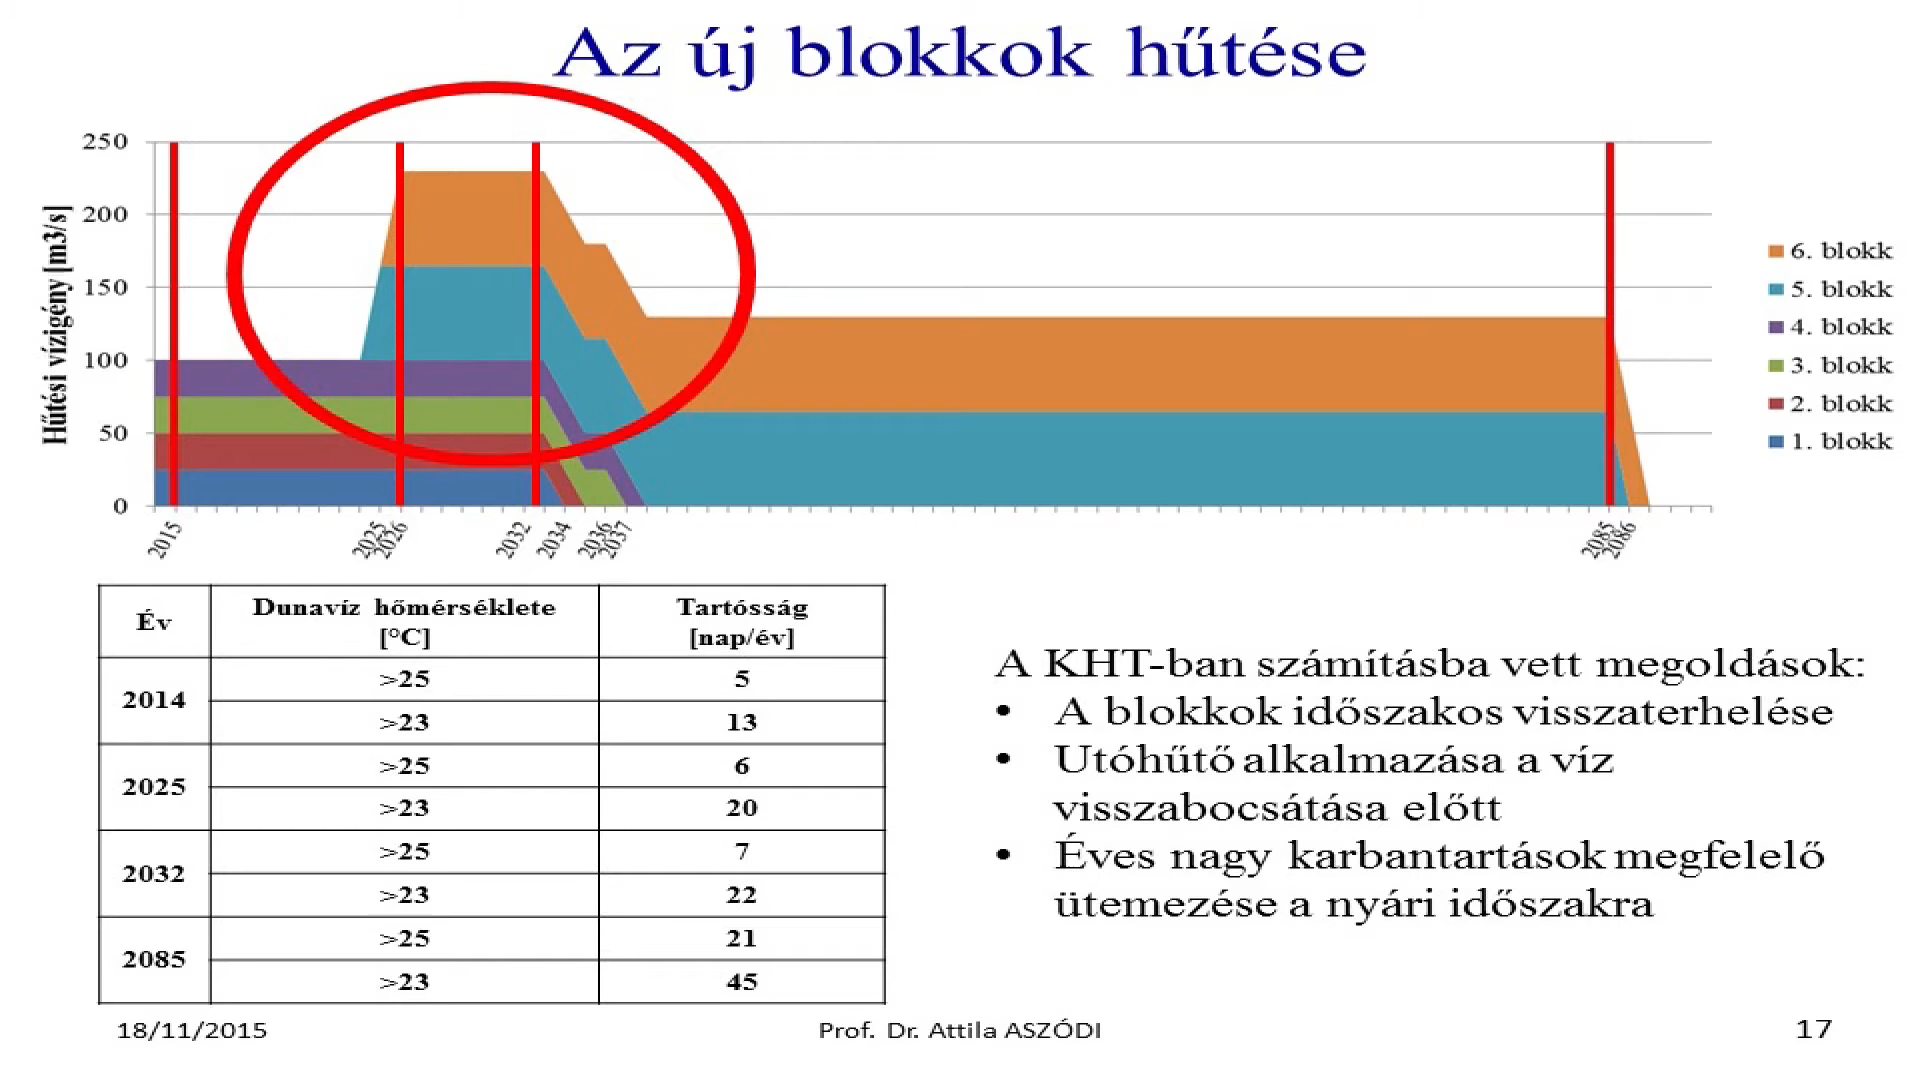 Az új blokkok hűtése
Hűtési vízigény [m3/s]
250
200
150
100
50
0
2015
2025
2026
2032
2034
2036
2037
2085
2086
6. blokk
5. blokk
4. blokk
3. blokk
2. blokk
1. blokk
Év
Dunavíz hőmérséklete
[°C]
Tartósság
[nap/év]
2014
>25
5
>23
13
2025
>25
6
>23
20
2032
>25
7
>23
22
2085
>25
21
>23
45
A KHT-ban számításba vett megoldások:
• A blokkok időszakos visszaterhelése
• Utóhűtő alkalmazása a víz
visszabocsátása előtt
• Éves nagy karbantartások megfelelő
ütemezése a nyári időszakra
18/11/2015
Prof. Dr. Attila ASZÓDI
17